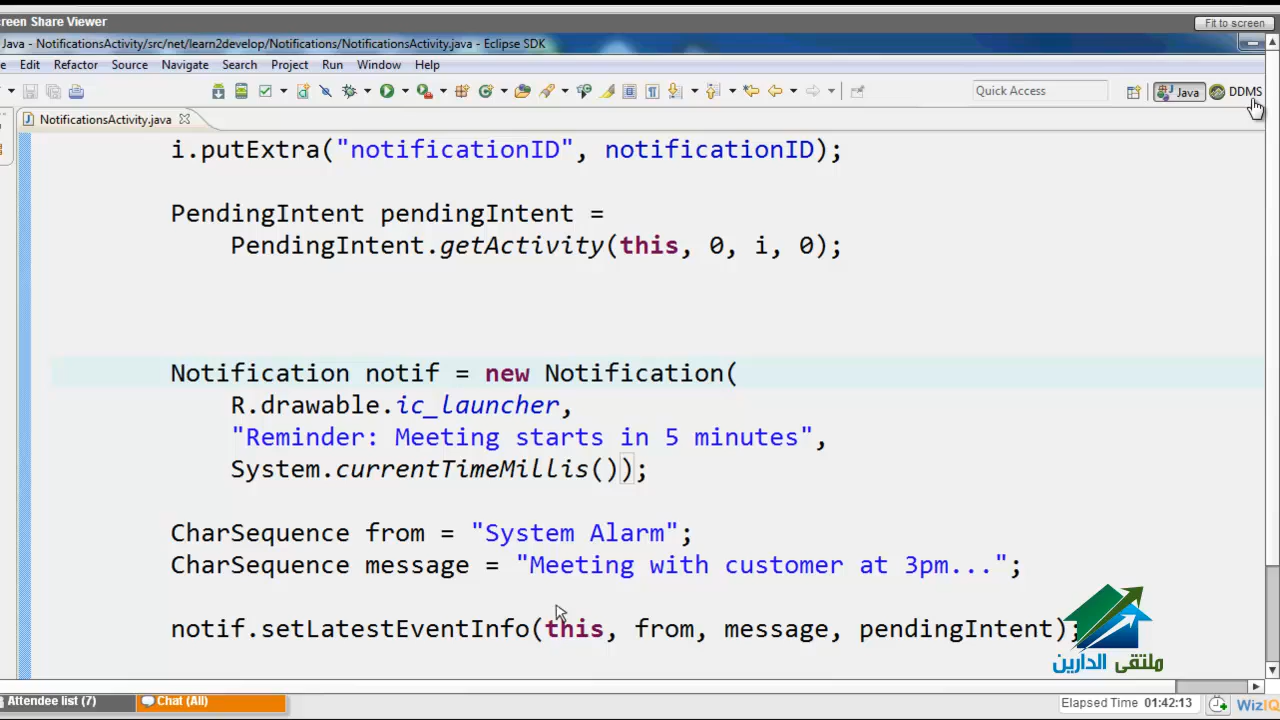 creen Share Viewer
Fit to screen
Java - NotificationsActivity/src/net/learn2develop/Notifications/NotificationsActivity.java - Eclipse SDK
e Edit Refactor Source Navigate Search Project Run Window Help
Quick Access
Java
DDMS
NotificationsActivity.java
i.putExtra("notificationID", notificationID);
PendingIntent pendingIntent =
PendingIntent.getActivity(this, 0, i, 0);
Notification notif = new Notification(
R.drawable.ic_launcher,
"Reminder: Meeting starts in 5 minutes",
System.currentTimeMillis());
CharSequence from = "System Alarm";
CharSequence message = "Meeting with customer at 3pm...";
notif.setLatestEventInfo(this, from, message, pendingIntent);
ملتقى الدارين
Attendee list (7)
Chat (All)
Elapsed Time 01:42:13
WizIQ